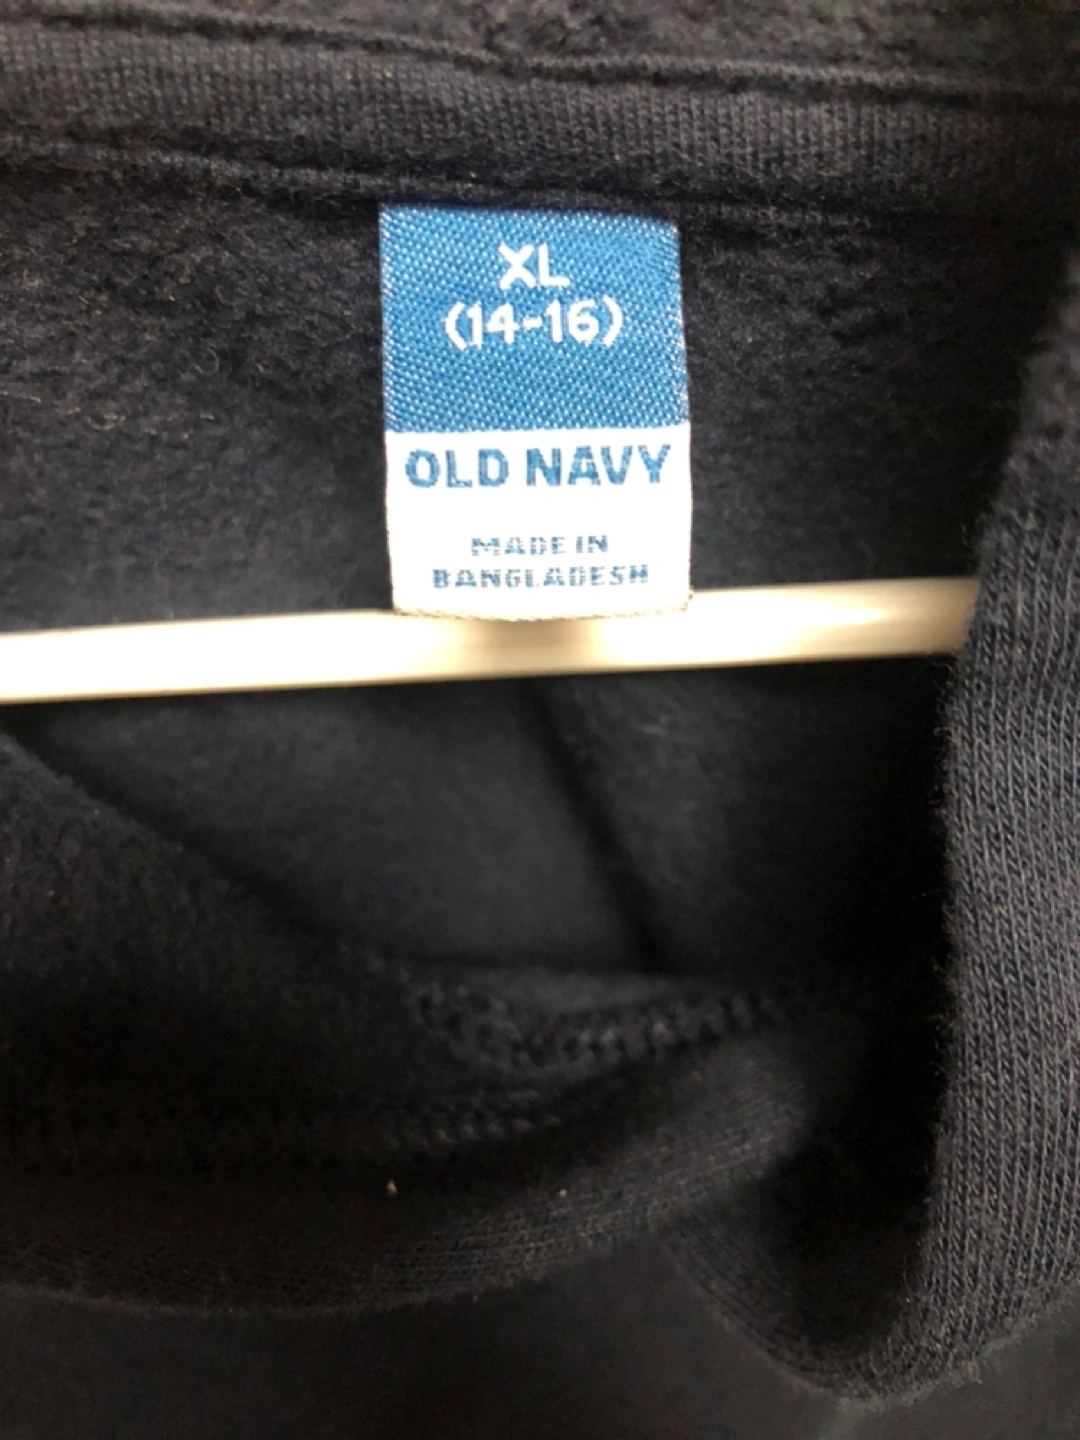 XL
(14-16)
OLD NAVY
MADE IN
BANGLADESH